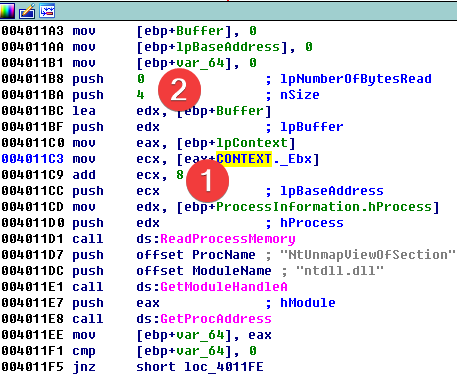 004011A3 mov [ebp+Buffer], 0
004011AA mov [ebp+lpBaseAddress], 0
004011B1 mov [ebp+var_64], 0
004011B8 push 0 ; lpNumberOfBytesRead
004011BA push 4 ; nSize
2
004011BC lea edx, [ebp+Buffer]
004011BF push edx ; lpBuffer
004011C0 mov eax, [ebp+lpContext]
004011C3 mov ecx, [eax+CONTEXT._Ebx]
004011C9 add ecx, 8
1
004011CC push ecx ; lpBaseAddress
004011CD mov edx, [ebp+ProcessInformation.hProcess]
004011D0 push edx ; hProcess
004011D1 call ds:ReadProcessMemory
004011D7 push offset ProcName ; "NtUnmapViewOfSection"
004011DC push offset ModuleName ; "ntdll.dll"
004011E1 call ds:GetModuleHandleA
004011E7 push eax ; hModule
004011E8 call ds:GetProcAddress
004011EE mov [ebp+var_64], eax
004011F1 cmp [ebp+var_64], 0
004011F5 jnz short loc_4011FE